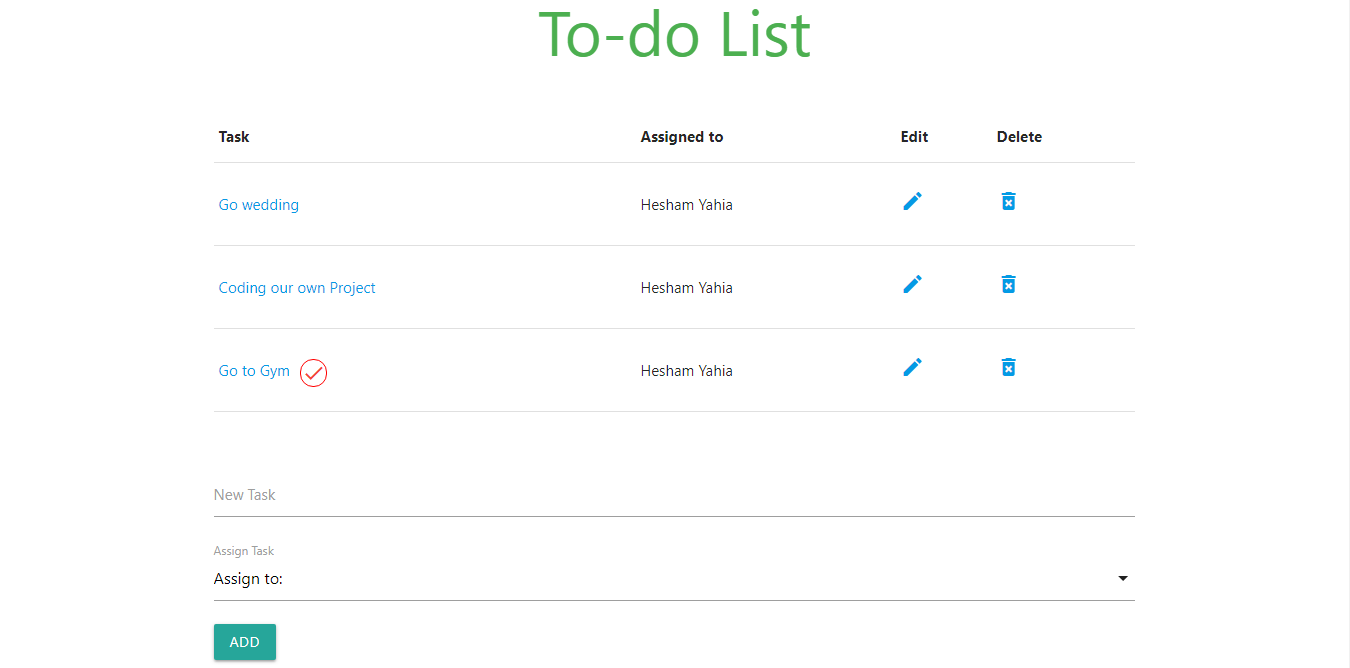 To-do List
Task Assigned to Edit Delete
Go wedding Hesham Yahia
Coding our own Project Hesham Yahia
Go to Gym Hesham Yahia
New Task
Assign Task
Assign to:
ADD